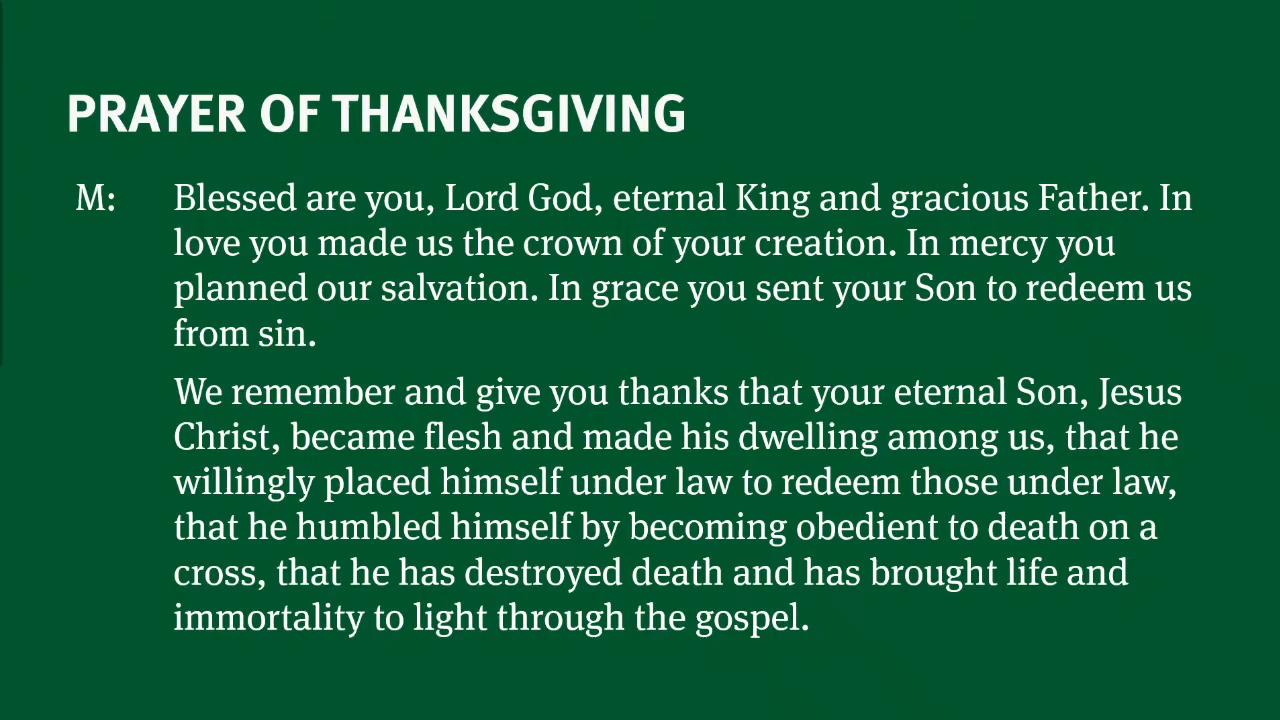 PRAYER OF THANKSGIVING
M: Blessed are you, Lord God, eternal King and gracious Father. In
love you made us the crown of your creation. In mercy you
planned our salvation. In grace you sent your Son to redeem us
from sin.
We remember and give you thanks that your eternal Son, Jesus
Christ, became flesh and made his dwelling among us, that he
willingly placed himself under law to redeem those under law,
that he humbled himself by becoming obedient to death on a
cross, that he has destroyed death and has brought life and
immortality to light through the gospel.